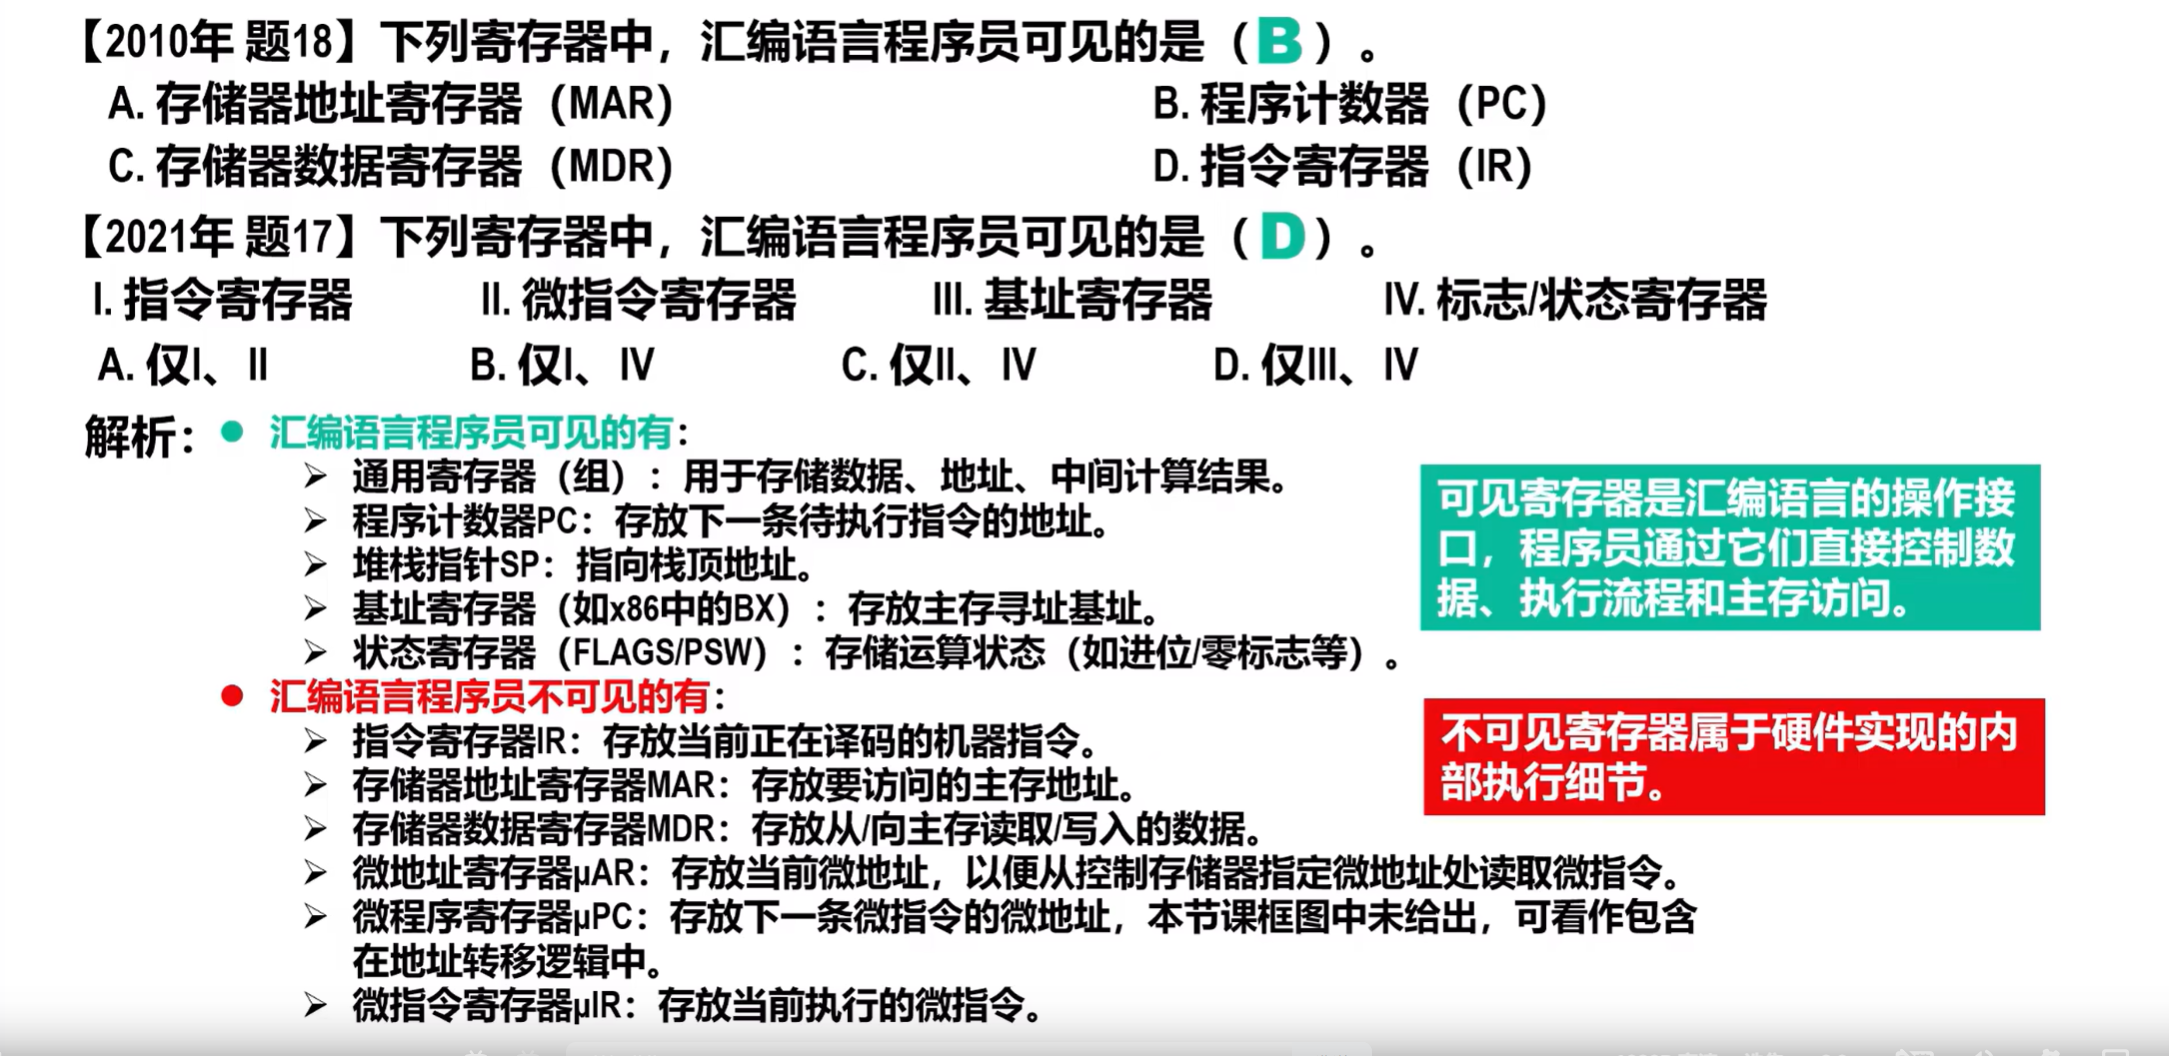 【2010年 题18】下列寄存器中，汇编语言程序员可见的是（B）。
A. 存储器地址寄存器（MAR） B. 程序计数器（PC）
C. 存储器数据寄存器（MDR） D. 指令寄存器（IR）
【2021年 题17】下列寄存器中，汇编语言程序员可见的是（D）。
I. 指令寄存器 II. 微指令寄存器 III. 基址寄存器 IV. 标志/状态寄存器
A. 仅I、II B. 仅I、IV C. 仅II、IV D. 仅III、IV
解析：● 汇编语言程序员可见的有：
➢ 通用寄存器（组）：用于存储数据、地址、中间计算结果。
➢ 程序计数器PC：存放下一条待执行指令的地址。
➢ 堆栈指针SP：指向栈顶地址。
➢ 基址寄存器（如x86中的BX）：存放主存寻址基址。
➢ 状态寄存器（FLAGS/PSW）：存储运算状态（如进位/零标志等）。
可见寄存器是汇编语言的操作接
口，程序员通过它们直接控制数
据、执行流程和主存访问。
● 汇编语言程序员不可见的有：
➢ 指令寄存器IR：存放当前正在译码的机器指令。
➢ 存储器地址寄存器MAR：存放要访问的主存地址。
➢ 存储器数据寄存器MDR：存放从/向主存读取/写入的数据。
➢ 微地址寄存器μAR：存放当前微地址，以便从控制存储器指定微地址处读取微指令。
➢ 微程序寄存器μPC：存放下一条微指令的微地址，本节课框图中未给出，可看作包含
在地址转移逻辑中。
➢ 微指令寄存器μIR：存放当前执行的微指令。
不可见寄存器属于硬件实现的内
部执行细节。